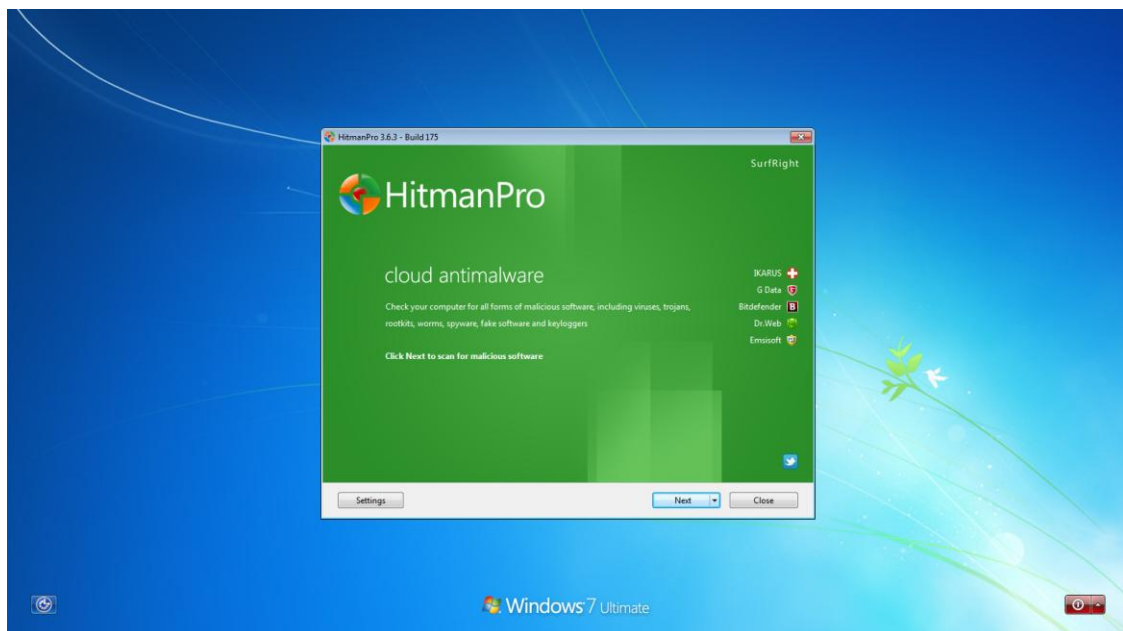 HitmanPro 3.6.3 - Build 175
SurfRight
HitmanPro
cloud antimalware
Check your computer for all forms of malicious software, including viruses, trojans,
rootkits, worms, spyware, fake software and keyloggers
Click Next to scan for malicious software
IKARUS
G Data
Bitdefender B
Dr.Web
Emsisoft
Settings
Next
Close
Windows 7 Ultimate